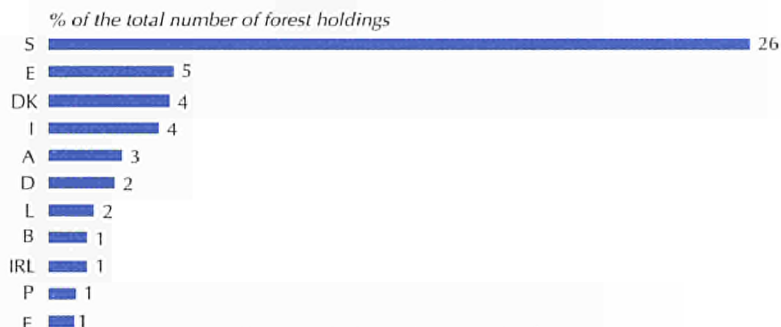 % of the total number of forest holdings
S 26
E 5
DK 4
I 4
A 3
D 2
L 2
B 1
IRL 1
P 1
1